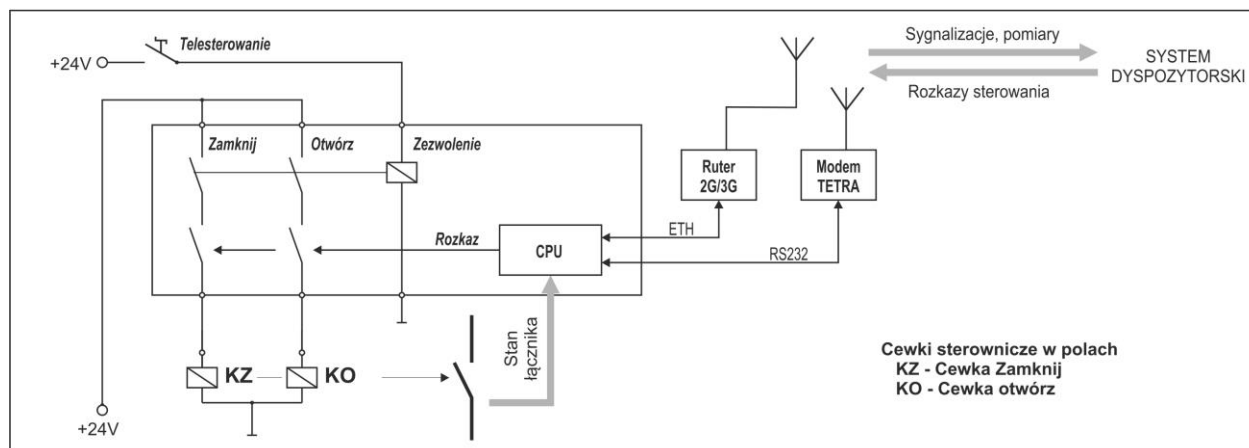 Telesterowanie
+24V
Zamknij
Otwórz
Zezwolenie
Rozkaz
CPU
ETH
RS232
Ruter
2G/3G
Modem
TETRA
Sygnalizacje, pomiary
Rozkazy sterowania
SYSTEM
DYSPOZYTORSKI
KZ
KO
Stan
łącznika
+24V
Cewki sterownicze w polach
KZ - Cewka Zamknij
KO - Cewka otwórz